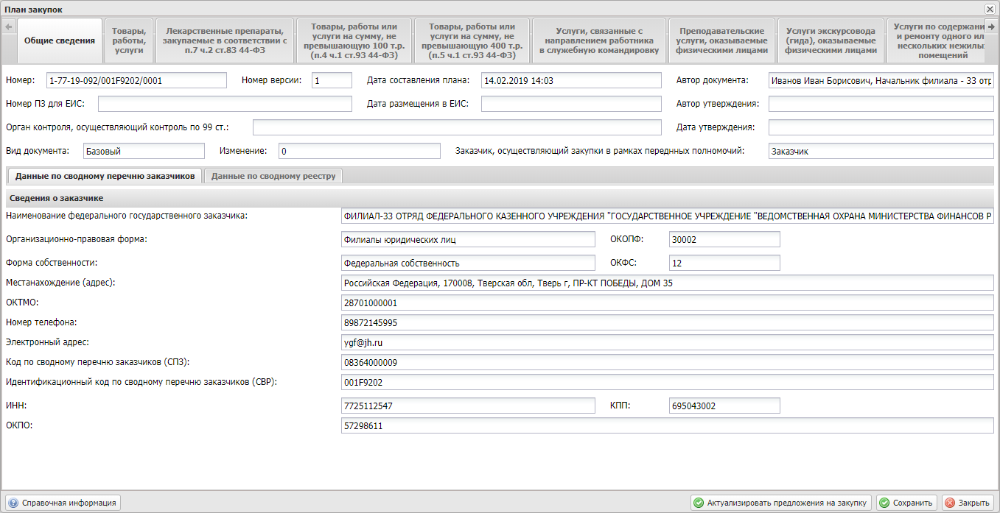 План закупок
Общие сведения
Товары,
работы,
услуги
Лекарственные препараты,
закупаемые в соответствии с
п.7 ч.2 ст.83 44-ФЗ
Товары, работы или
услуги на сумму, не
превышающую 100 т.р.
(п.4 ч.1 ст.93 44-ФЗ)
Товары, работы или
услуги на сумму, не
превышающую 400 т.р.
(п.5 ч.1 ст.93 44-ФЗ)
Услуги, связанные с
направлением работника
в служебную командировку
Преподавательские
услуги, оказываемые
физическими лицами
Услуги экскурсовода
(гида), оказываемые
физическими лицами
Услуги по содержани
и ремонту одного ил
нескольких нежилы
помещений
Номер: 1-77-19-092/001F9202/0001 Номер версии: 1 Дата составления плана: 14.02.2019 14:03 Автор документа: Иванов Иван Борисович, Начальник филиала - 33 отр
Номер ПЗ для ЕИС: Дата размещения в ЕИС: Автор утверждения:
Орган контроля, осуществляющий контроль по 99 ст.: Дата утверждения:
Вид документа: Базовый Изменение: 0 Заказчик, осуществляющий закупки в рамках переднных полномочий: Заказчик
Данные по сводному перечню заказчиков Данные по сводному реестру
Сведения о заказчике
Наименование федерального государственного заказчика: ФИЛИАЛ-33 ОТРЯД ФЕДЕРАЛЬНОГО КАЗЕННОГО УЧРЕЖДЕНИЯ "ГОСУДАРСТВЕННОЕ УЧРЕЖДЕНИЕ "ВЕДОМСТВЕННАЯ ОХРАНА МИНИСТЕРСТВА ФИНАНСОВ Р
Организационно-правовая форма: Филиалы юридических лиц ОКОПФ: 30002
Форма собственности: Федеральная собственность ОКФС: 12
Местанахождение (адрес): Российская Федерация, 170008, Тверская обл, Тверь г, ПР-КТ ПОБЕДЫ, ДОМ 35
ОКТМО: 28701000001
Номер телефона: 89872145995
Электронный адрес: ygf@jh.ru
Код по сводному перечню заказчиков (СПЗ): 08364000009
Идентификационный код по сводному перечню заказчиков (СВР): 001F9202
ИНН: 7725112547 КПП: 695043002
ОКПО: 57298611
Справочная информация Актуализировать предложения на закупку Сохранить Закрыть